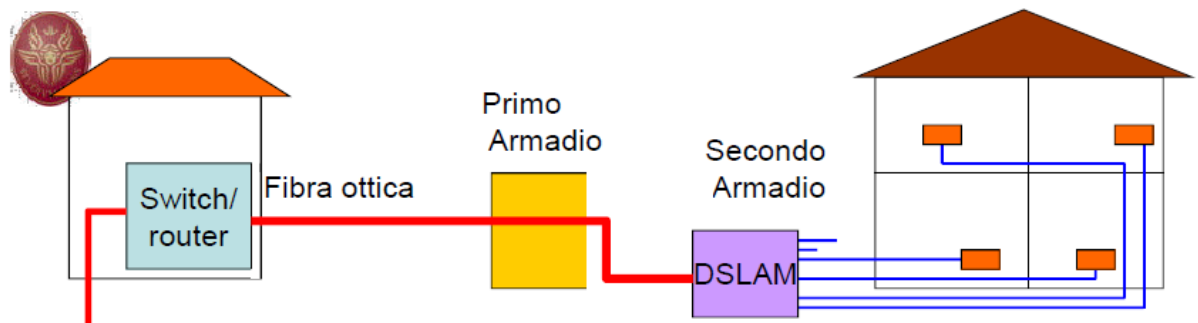 Switch/
router
Fibra ottica
Primo
Armadio
Secondo
Armadio
DSLAM